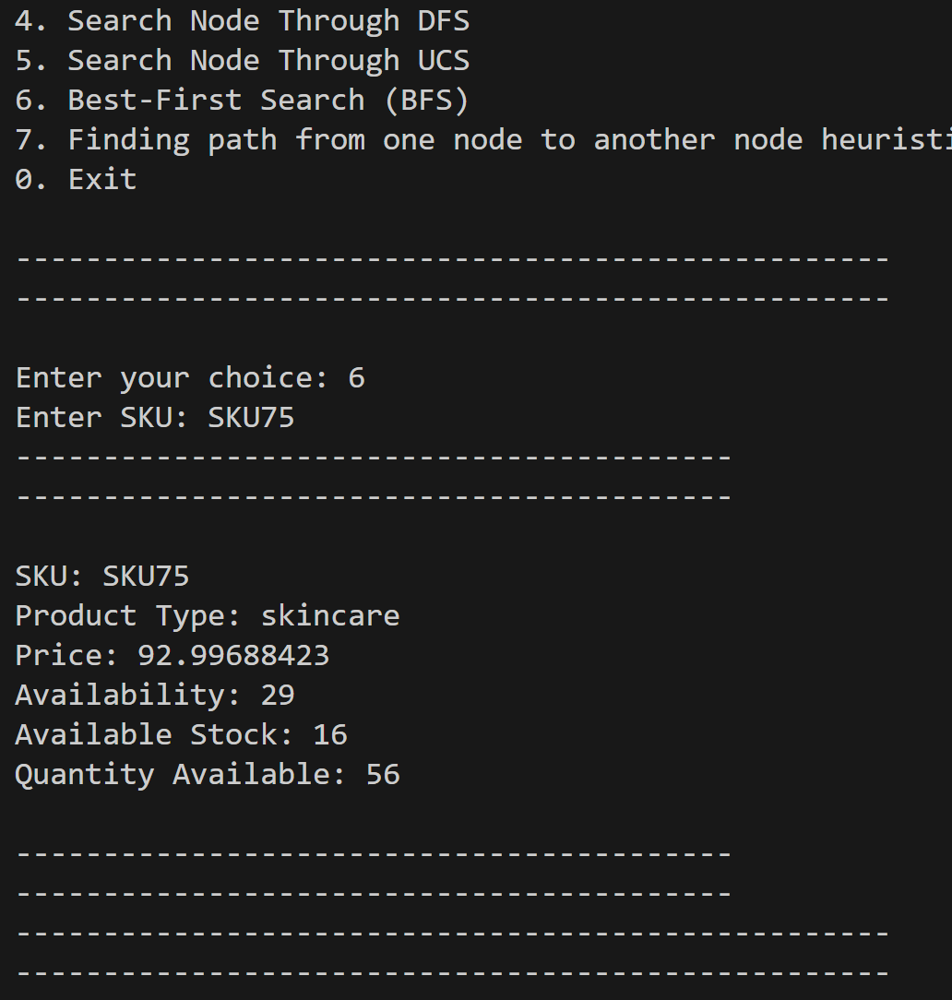 4. Search Node Through DFS
5. Search Node Through UCS
6. Best-First Search (BFS)
7. Finding path from one node to another node heuristi
0. Exit
--------------------------------------------------
--------------------------------------------------
Enter your choice: 6
Enter SKU: SKU75
-----------------------------------------
-----------------------------------------
SKU: SKU75
Product Type: skincare
Price: 92.99688423
Availability: 29
Available Stock: 16
Quantity Available: 56
-----------------------------------------
-----------------------------------------
--------------------------------------------------
--------------------------------------------------